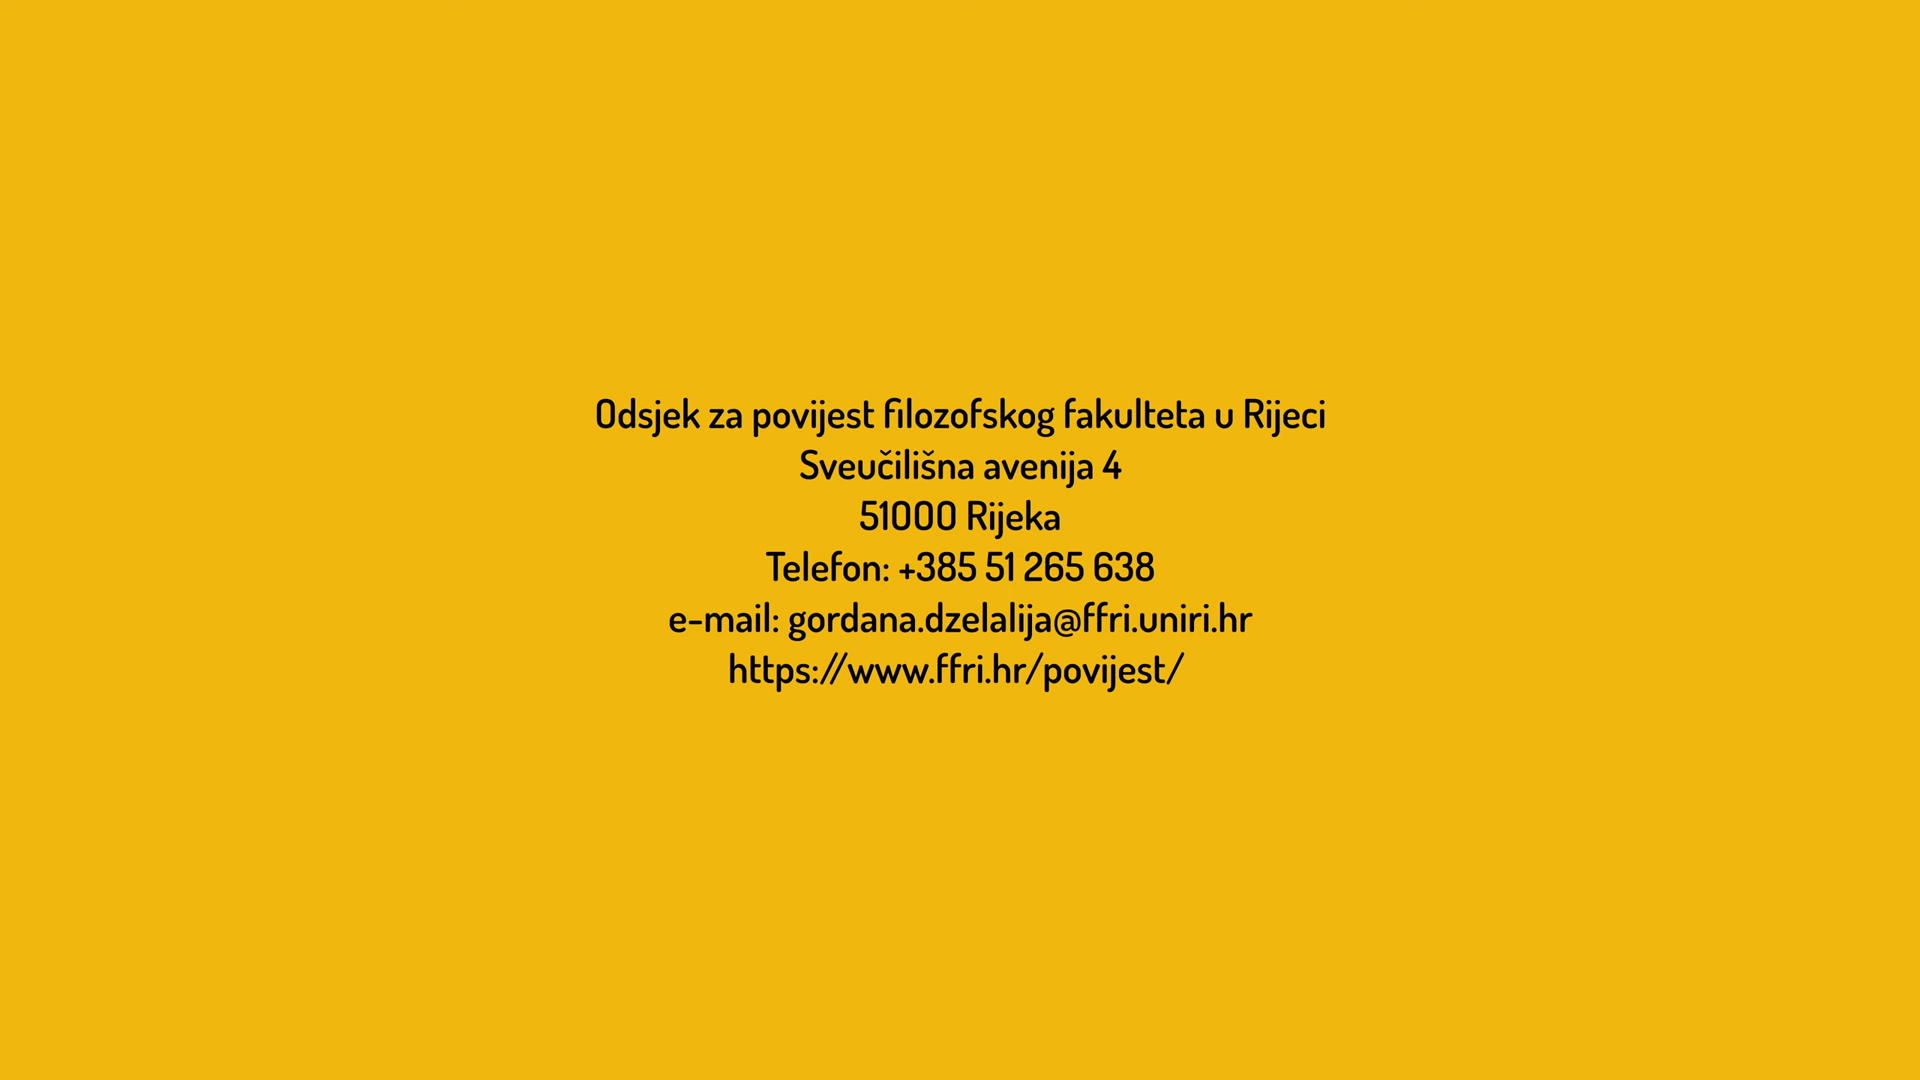 Odsjek za povijest filozofskog fakulteta u Rijeci
Sveučilišna avenija 4
51000 Rijeka
Telefon: +385 51 265 638
e-mail: gordana.dzelalija@ffri.uniri.hr
https://www.ffri.hr/povijest/